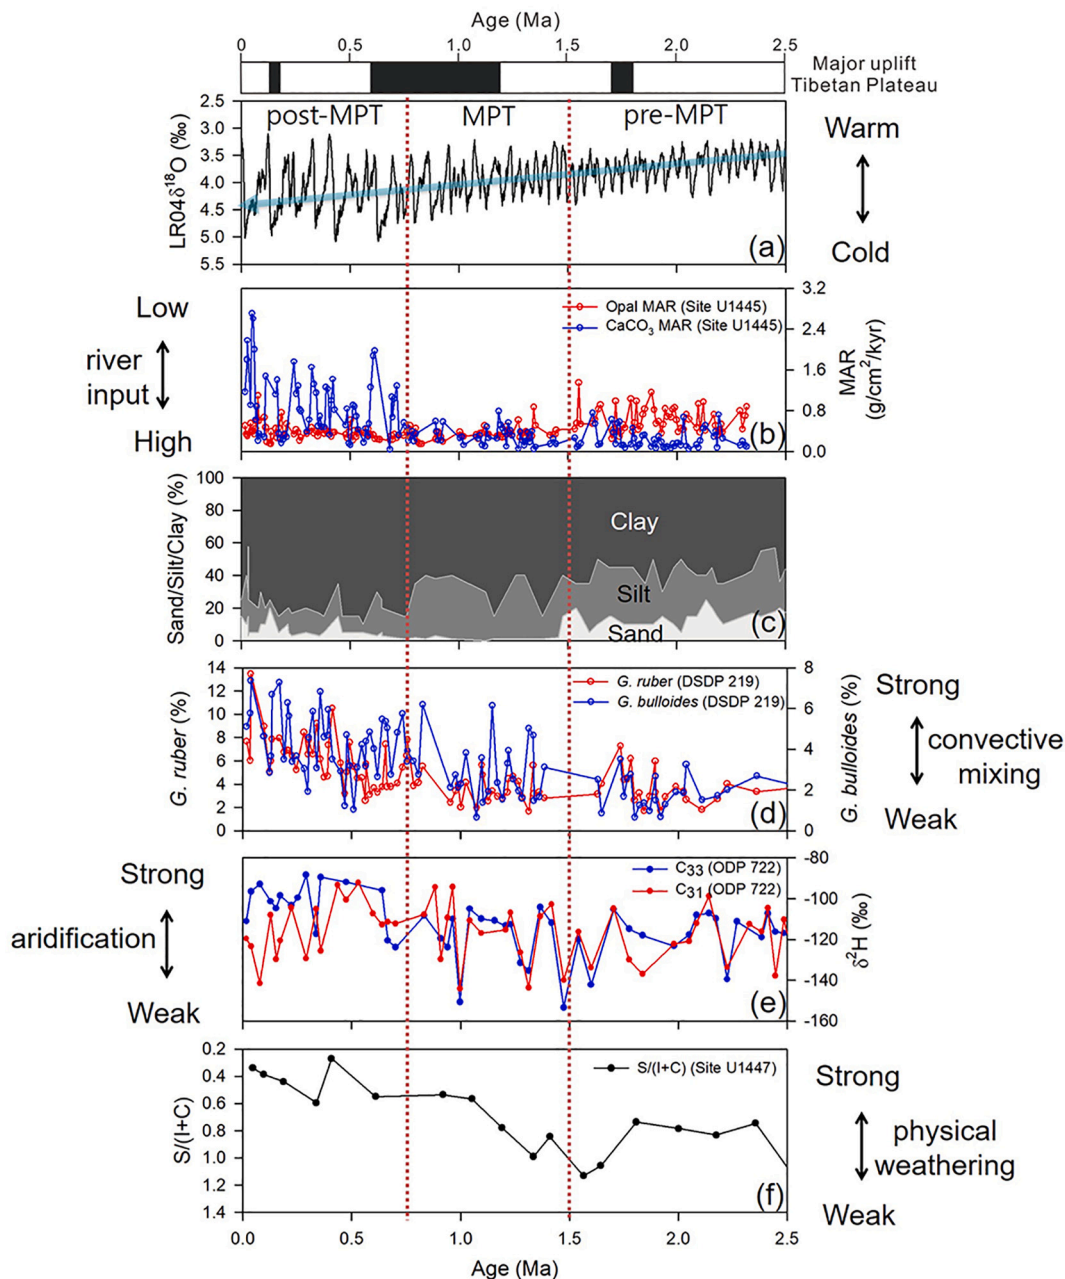 Age (Ma)
0 0.5 1.0 1.5 2.0 2.5
Major uplift
Tibetan Plateau
post-MPT MPT pre-MPT
2.5
3.0
3.5
4.0
4.5
5.0
5.5
LR04δ¹⁸O (‰)
(a)
Warm
Cold
Low
river
input
High
Opal MAR (Site U1445)
CaCO₃ MAR (Site U1445)
3.2
2.4
1.6
0.8
0.0
MAR
(g/cm²/kyr)
(b)
100
80
60
40
20
0
Sand/Silt/Clay (%)
Clay
Silt
Sand
(c)
14
12
10
8
6
4
2
0
G. ruber (%)
G. ruber (DSDP 219)
G. bulloides (DSDP 219)
8
6
4
2
0
G. bulloides (%)
(d)
Strong
convective
mixing
Weak
Strong
aridification
Weak
C₃₃ (ODP 722)
C₃₁ (ODP 722)
-80
-100
-120
-140
-160
δ²H (‰)
(e)
0.2
0.4
0.6
0.8
1.0
1.2
1.4
S/(I+C)
S/(I+C) (Site U1447)
(f)
Strong
physical
weathering
Weak
0.0 0.5 1.0 1.5 2.0 2.5
Age (Ma)